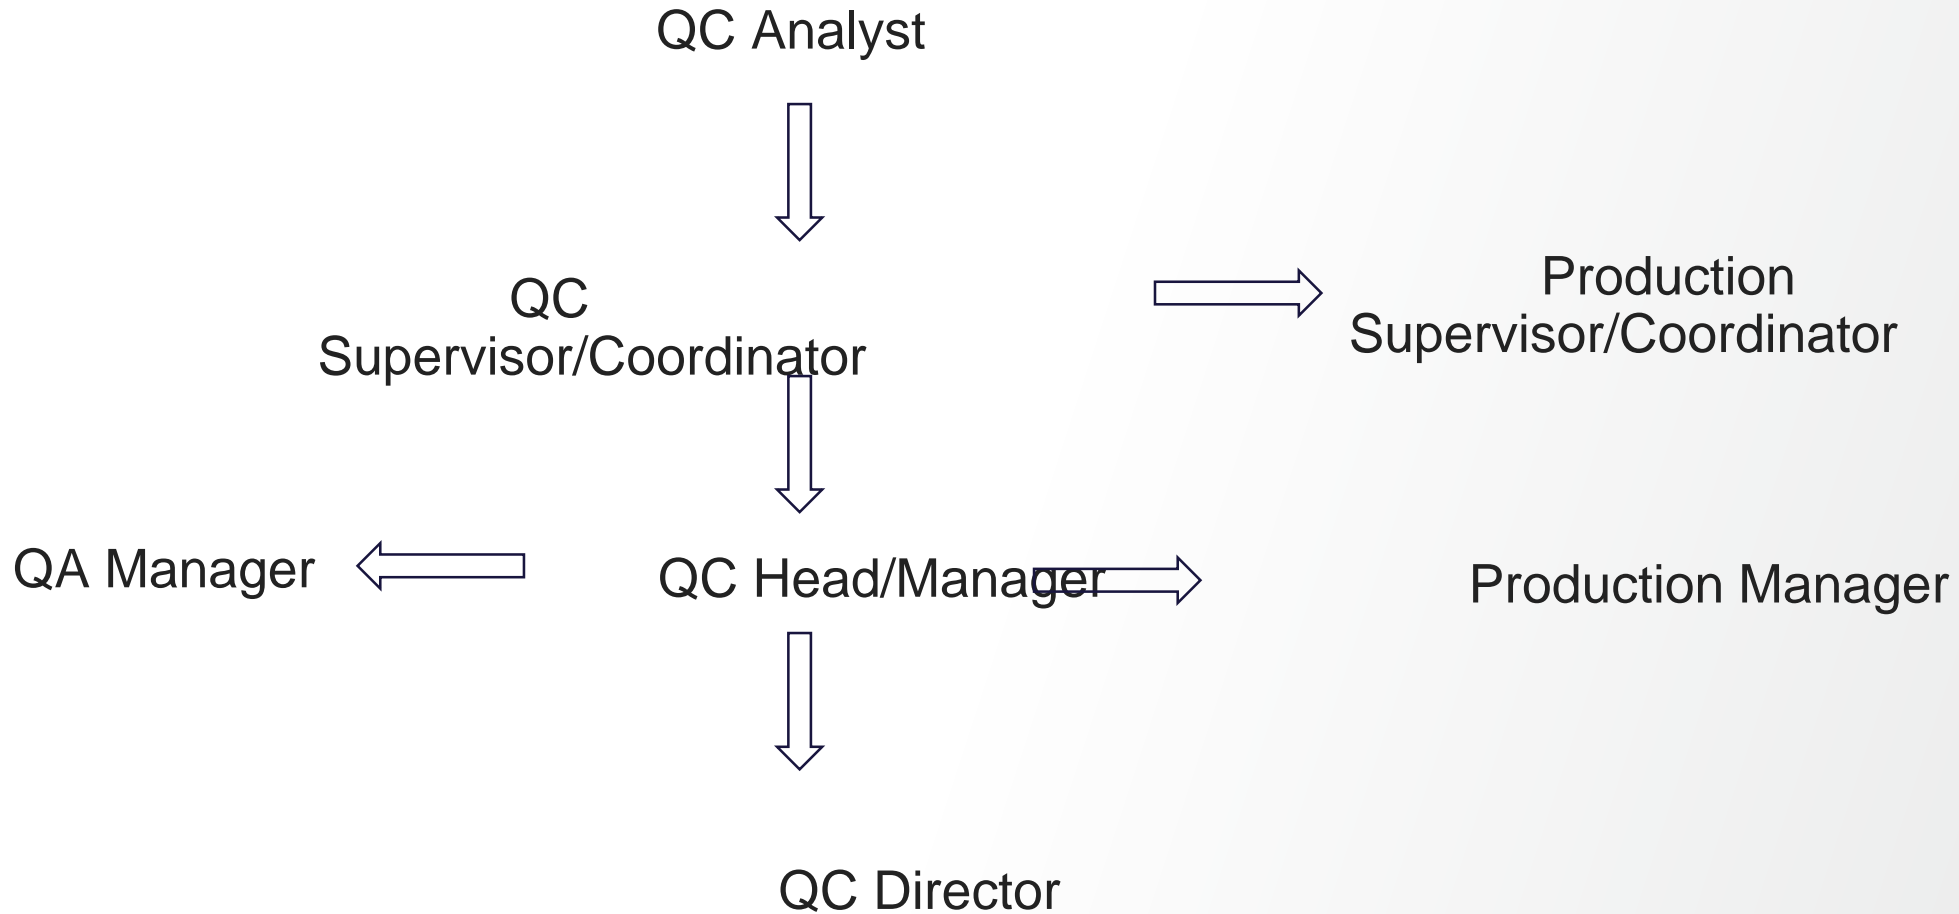 QC Analyst
QC
Supervisor/Coordinator
Production
Supervisor/Coordinator
QA Manager
QC Head/Manager
Production Manager
QC Director